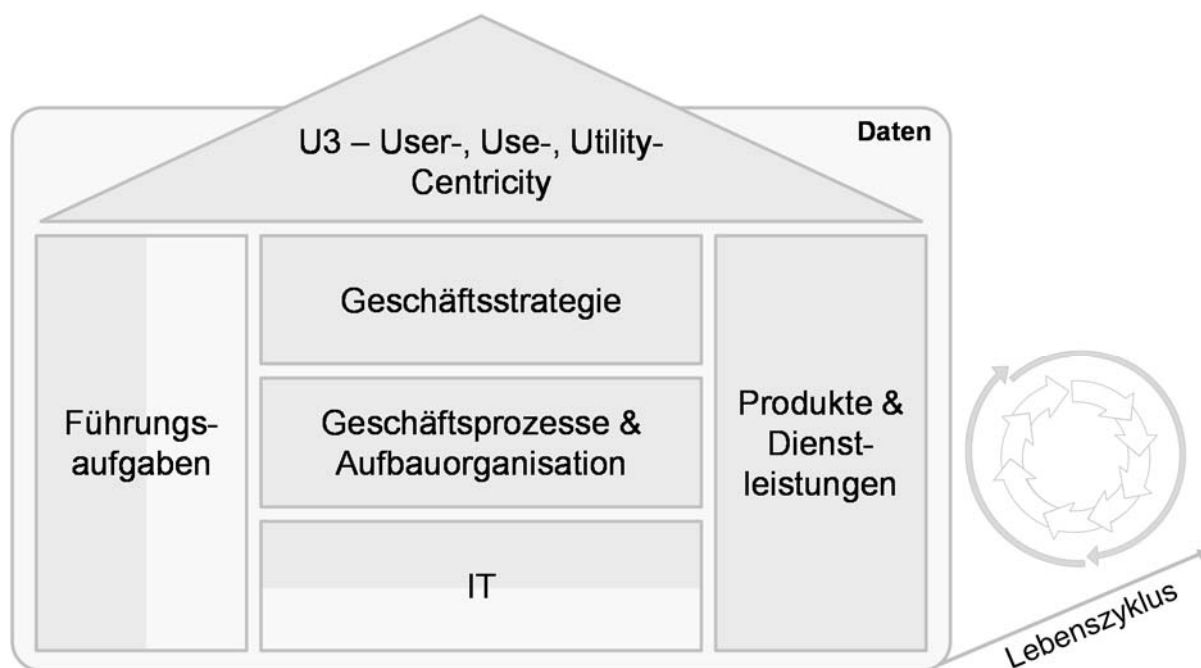 U3 – User-, Use-, Utility-
Centricity
Daten
Geschäftsstrategie
Führungs-
aufgaben
Geschäftsprozesse &
Aufbauorganisation
Produkte &
Dienst-
leistungen
IT
Lebenszyklus